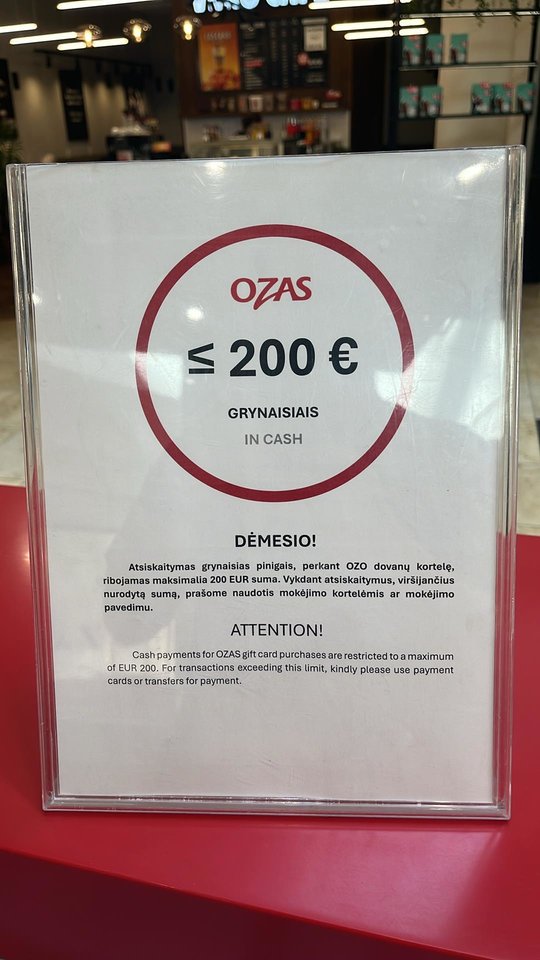 OZAS
≤ 200 €
GRYNAISIAIS
IN CASH
DĖMESIO!
Atsiskaitymas grynaisias pinigais, perkant OZO dovanų kortelę,
ribojamas maksimalia 200 EUR suma. Vykdant atsiskaitymus, viršijančius
nurodytą sumą, prašome naudotis mokėjimo kortelėmis ar mokėjimo
pavedimu.
ATTENTION!
Cash payments for OZAS gift card purchases are restricted to a maximum
of EUR 200. For transactions exceeding this limit, kindly please use payment
cards or transfers for payment.